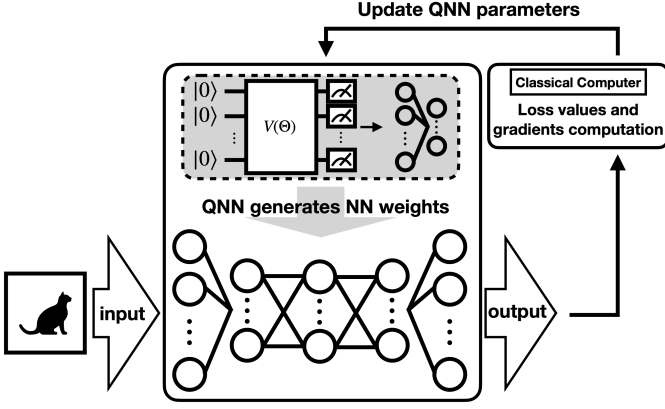 Update QNN parameters
Classical Computer
Loss values and
gradients computation
|0⟩
|0⟩
⋮
|0⟩
V(Θ)
QNN generates NN weights
input
output